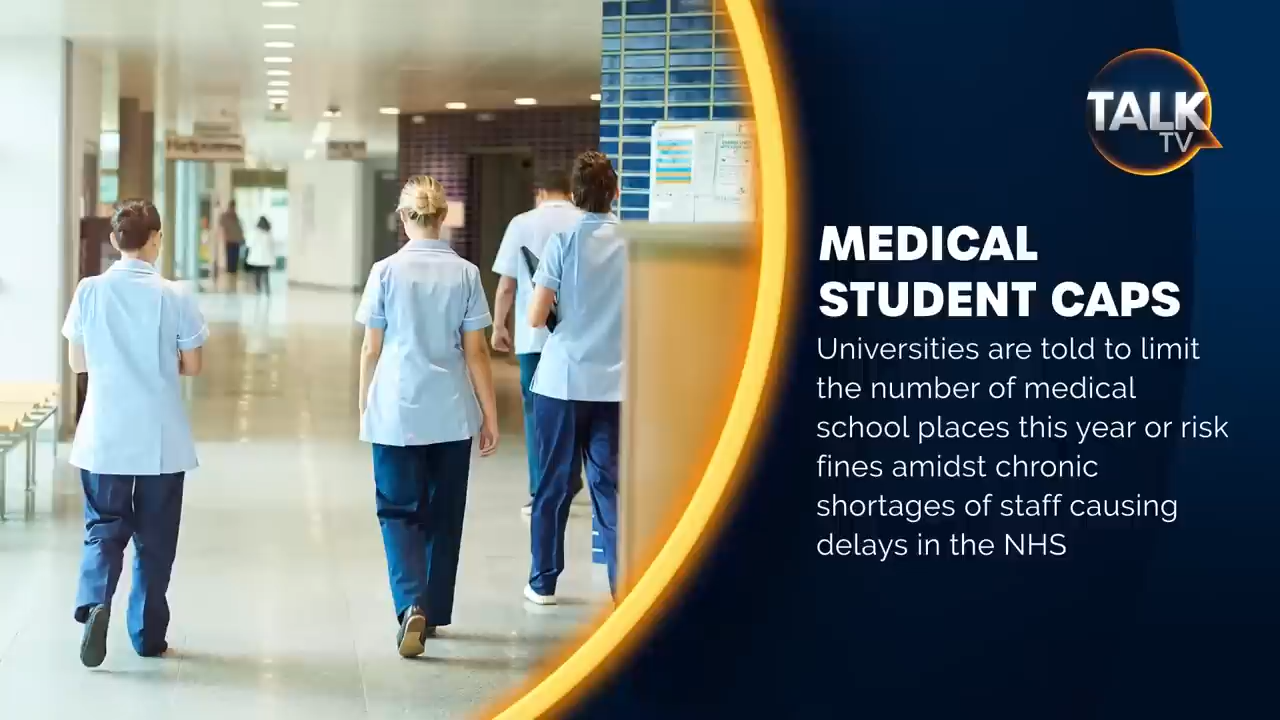 TALK
TV
MEDICAL
STUDENT CAPS
Universities are told to limit
the number of medical
school places this year or risk
fines amidst chronic
shortages of staff causing
delays in the NHS